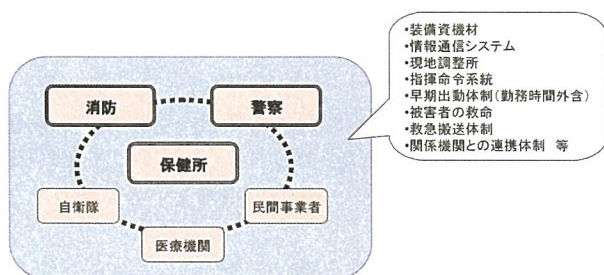 消防
警察
保健所
自衛隊
民間事業者
医療機関
・装備資機材
・情報通信システム
・現地調整所
・指揮命令系統
・早期出動体制（勤務時間外含）
・被害者の救命
・救急搬送体制
・関係機関との連携体制　等